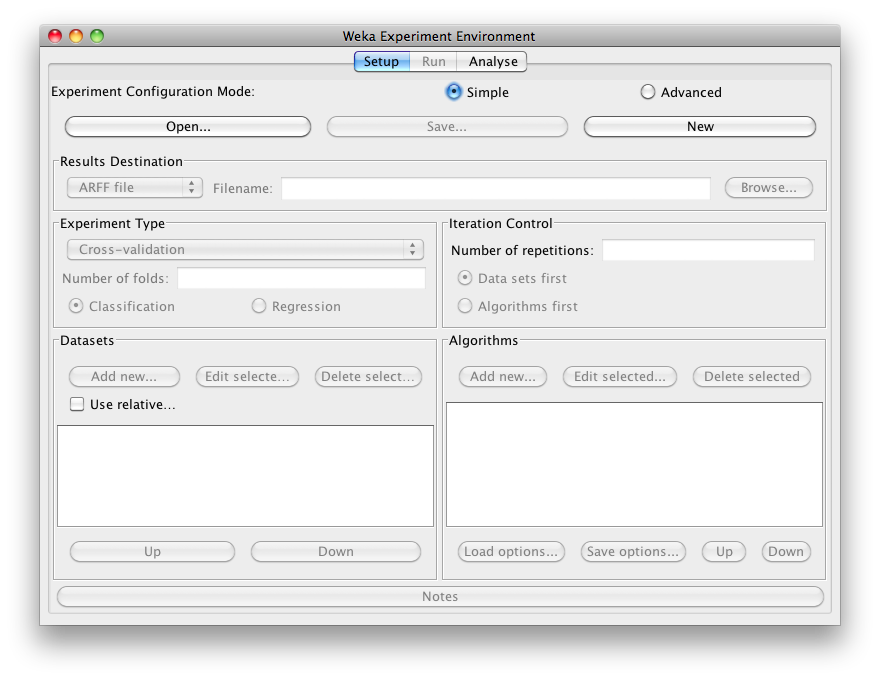 Weka Experiment Environment
Setup Run Analyse
Experiment Configuration Mode: Simple Advanced
Open... Save... New
Results Destination
ARFF file Filename: Browse...
Experiment Type
Cross-validation
Number of folds:
Classification Regression
Iteration Control
Number of repetitions:
Data sets first
Algorithms first
Datasets
Add new... Edit selecte... Delete select...
Use relative...
Up Down
Algorithms
Add new... Edit selected... Delete selected
Load options... Save options... Up Down
Notes